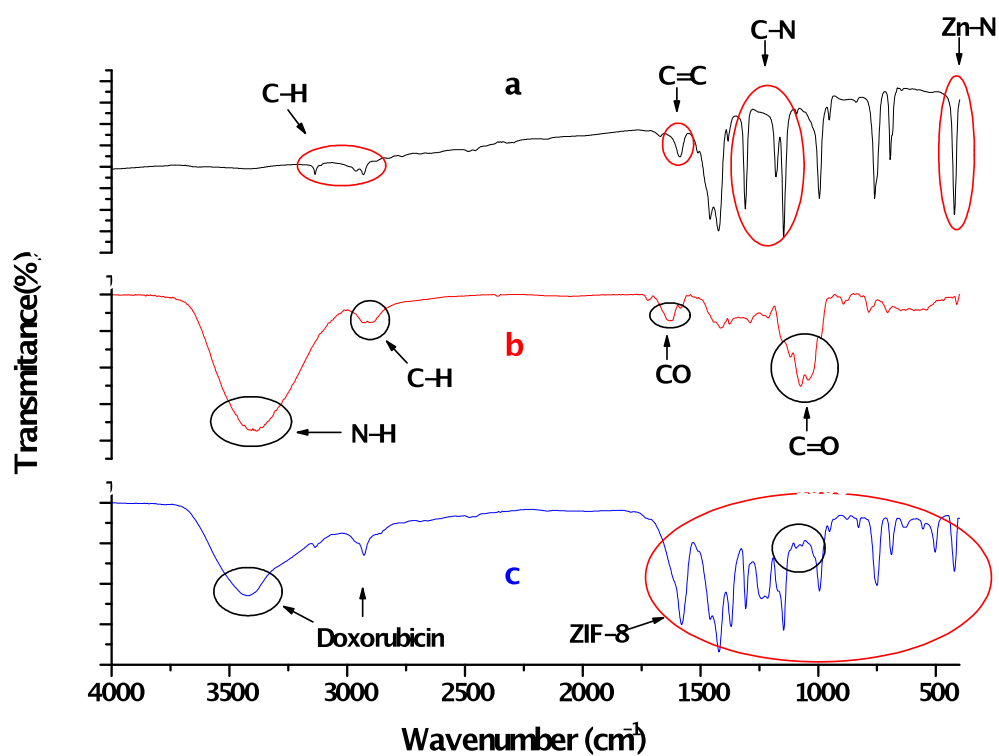 C–N
Zn–N
C=C
a
C–H
Transmitance(%)
b
C–H
CO
N–H
C=O
c
ZIF–8
Doxorubicin
4000 3500 3000 2500 2000 1500 1000 500
Wavenumber (cm⁻¹)